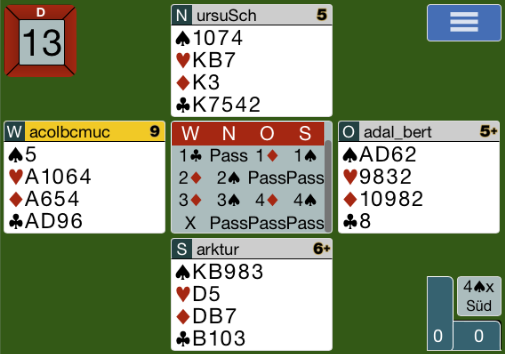 D
13
N ursuSch 5
♠1074
♥KB7
♦K3
♣K7542
W acolbcmuc 9
♠5
♥A1064
♦A654
♣AD96
W N O S
1♣ Pass 1♦ 1♠
2♦ 2♠ Pass Pass
3♦ 3♠ 4♦ 4♠
X Pass Pass Pass
O adal_bert 5+
♠AD62
♥9832
♦10982
♣8
S arktur 6+
♠KB983
♥D5
♦DB7
♣B103
4♠x
Süd
0 0